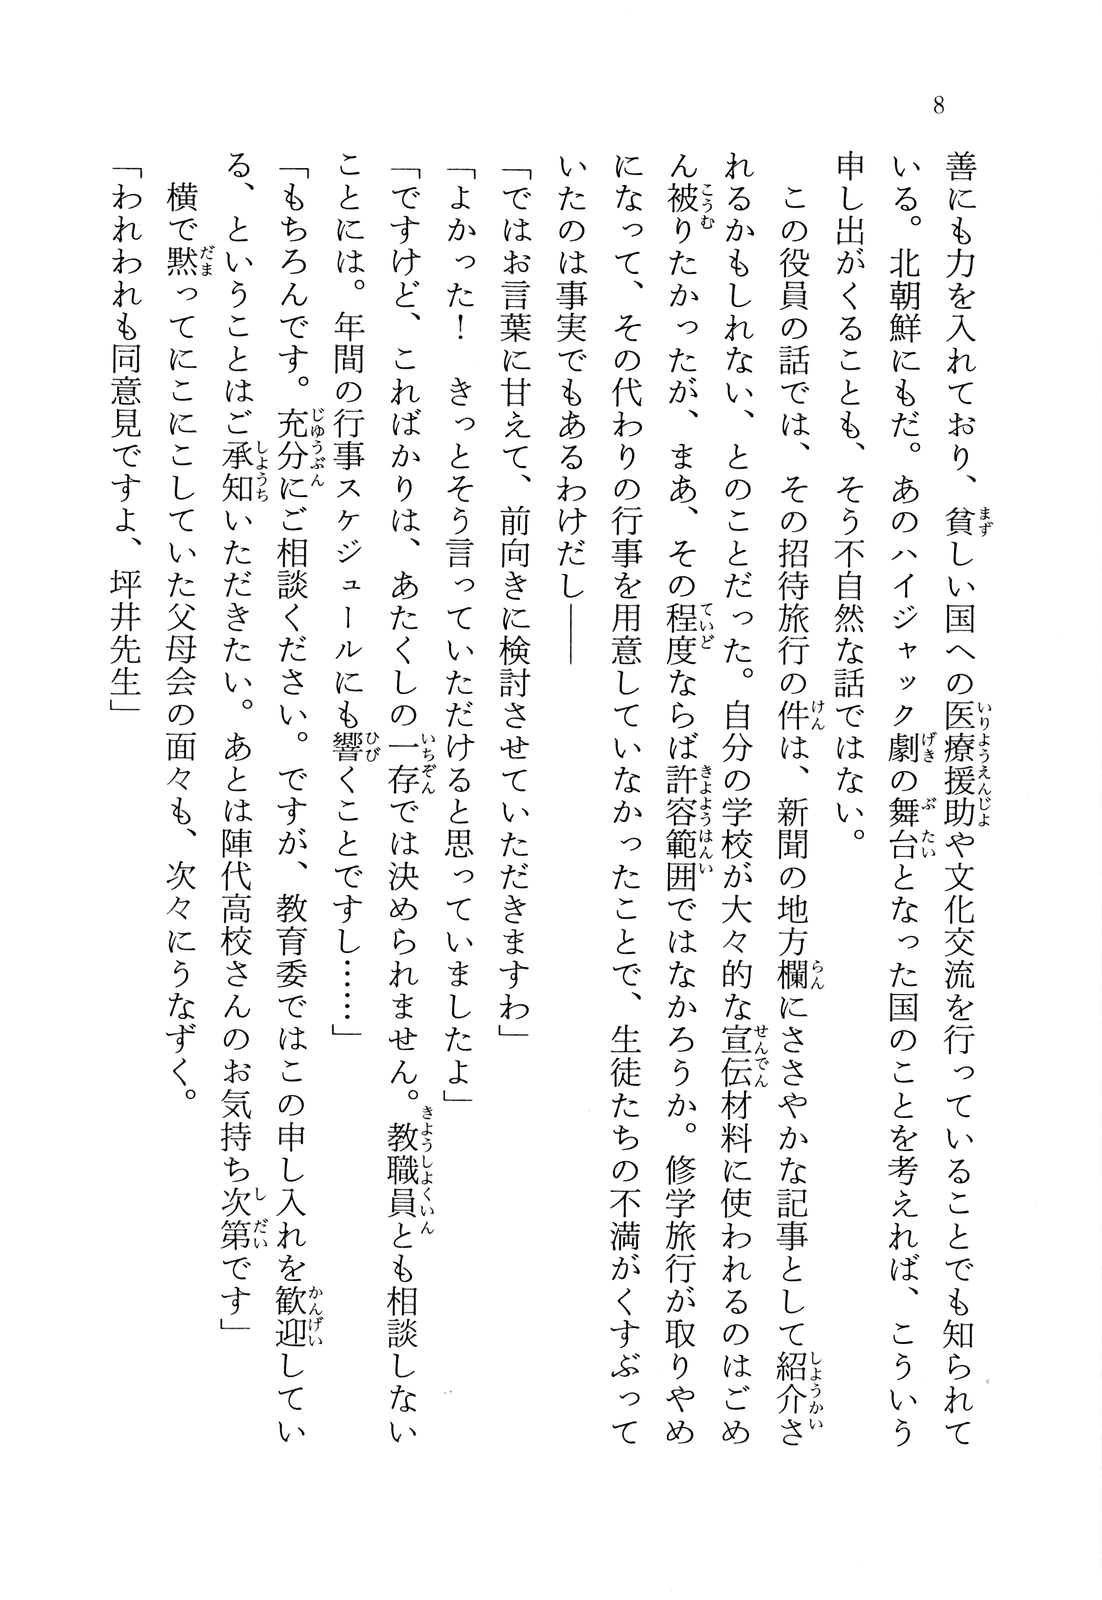 8
善にも力を入れており、貧しい国への医療援助や文化交流を行っていることでも知られて
いる。北朝鮮にもだ。あのハイジャック劇の舞台となった国のことを考えれば、こういう
申し出がくることも、そう不自然な話ではない。
この役員の話では、その招待旅行の件は、新聞の地方欄にささやかな記事として紹介さ
れるかもしれない、とのことだった。自分の学校が大々的な宣伝材料に使われるのはごめ
ん被りたかったが、まあ、その程度ならば許容範囲ではなかろうか。修学旅行が取りやめ
になって、その代わりの行事を用意していなかったことで、生徒たちの不満がくすぶって
いたのは事実でもあるわけだし――
「ではお言葉に甘えて、前向きに検討させていただきますわ」
「よかった！　きっとそう言っていただけると思っていましたよ」
「ですけど、こればかりは、あたくしの一存では決められません。教職員とも相談しない
ことには。年間の行事スケジュールにも響くことですし……」
「もちろんです。充分にご相談ください。ですが、教育委ではこの申し入れを歓迎してい
る、ということはご承知いただきたい。あとは陣代高校さんのお気持ち次第です」
横で黙ってにこにこしていた父母会の面々も、次々にうなずく。
「われわれも同意見ですよ、坪井先生」